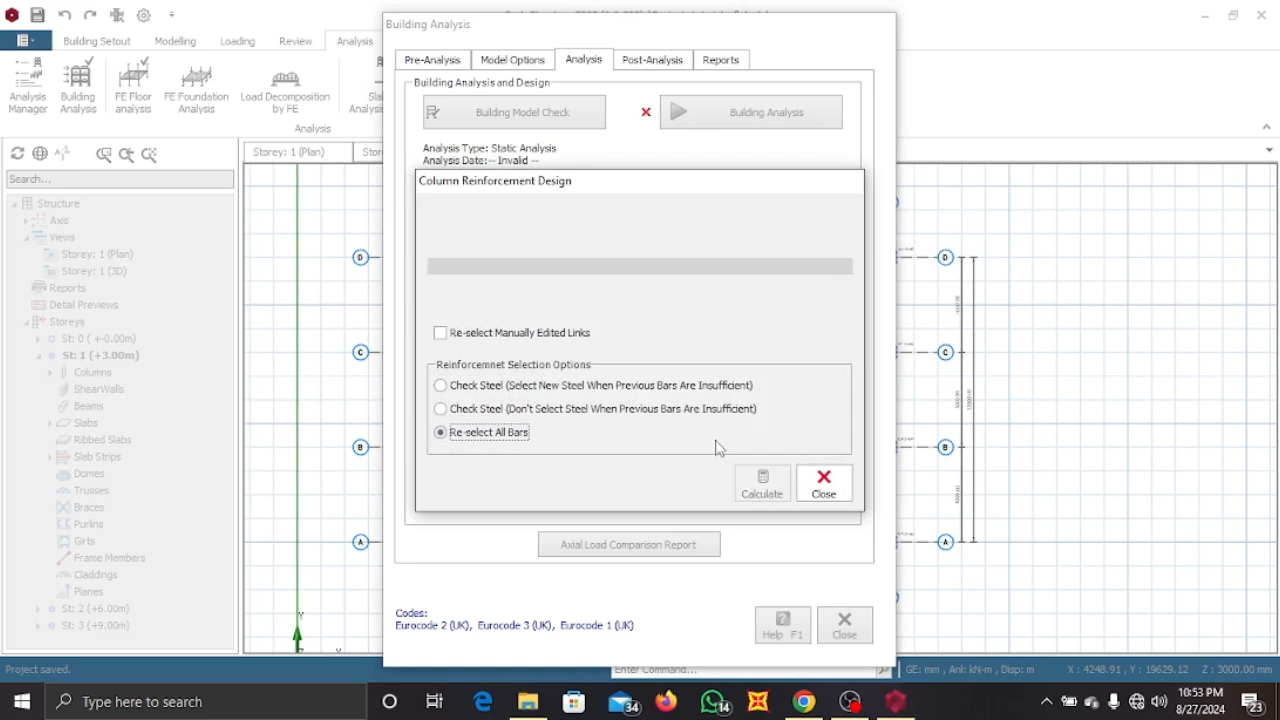 Building Setout
Modelling
Loading
Review
Analysis
Analysis Manager
Building Analysis
FE Floor analysis
FE Foundation Analysis
Load Decomposition by FE
Analysis
Storey: 1 (Plan)
Search...
Structure
Axis
Views
Storey: 1 (Plan)
Storey: 1 (3D)
Reports
Detail Previews
Storeys
St: 0 ( +-0.00m)
St: 1 (+3.00m)
Columns
ShearWalls
Beams
Slabs
Ribbed Slabs
Slab Strips
Domes
Trusses
Braces
Purlins
Girts
Frame Members
Claddings
Planes
St: 2 (+6.00m)
St: 3 (+9.00m)
D
C
B
A
Y
Building Analysis
Pre-Analysis
Model Options
Analysis
Post-Analysis
Reports
Building Analysis and Design
Building Model Check
Building Analysis
Analysis Type: Static Analysis
Analysis Date:-- Invalid --
Column Reinforcement Design
Re-select Manually Edited Links
Reinforcemnet Selection Options
Check Steel (Select New Steel When Previous Bars Are Insufficient)
Check Steel (Don't Select Steel When Previous Bars Are Insufficient)
Re-select All Bars
Calculate
Close
Axial Load Comparison Report
Codes:
Eurocode 2 (UK), Eurocode 3 (UK), Eurocode 1 (UK)
Help F1
Close
D
C
B
A
Project saved.
Enter Command...
GE: mm , Anl: kN-m , Disp: m
X : 4248.91 , Y : 19629.12
Z : 3000.00 mm
Type here to search
34
14
10:53 PM
8/27/2024
23